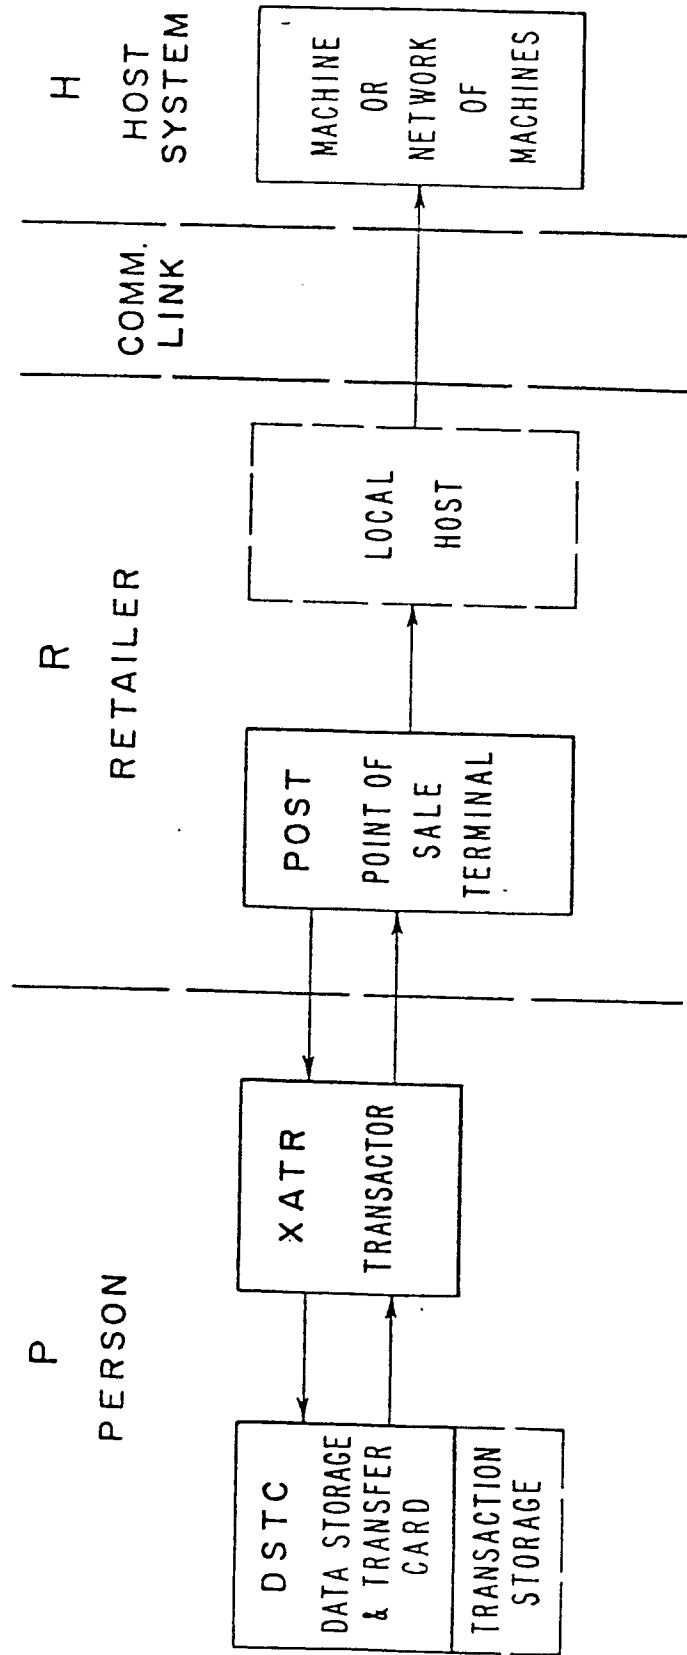 P
PERSON
R
RETAILER
COMM.
LINK
H
HOST
SYSTEM
DSTC
DATA STORAGE
& TRANSFER
CARD
TRANSACTION
STORAGE
XATR
TRANSACTOR
POST
POINT OF
SALE
TERMINAL
LOCAL
HOST
MACHINE
OR
NETWORK
OF
MACHINES